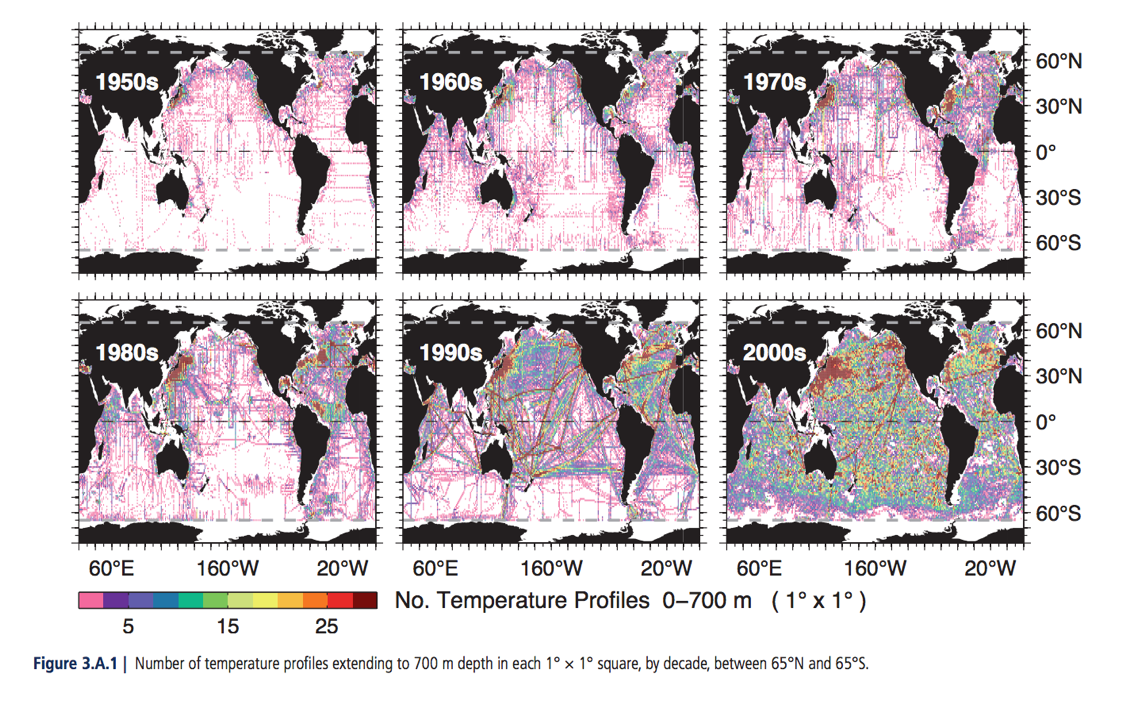 1950s 1960s 1970s
60°N
30°N
0°
30°S
60°S
1980s 1990s 2000s
60°N
30°N
0°
30°S
60°S
60°E 160°W 20°W 60°E 160°W 20°W 60°E 160°W 20°W
No. Temperature Profiles 0–700 m ( 1° x 1° )
5 15 25
Figure 3.A.1 | Number of temperature profiles extending to 700 m depth in each 1° × 1° square, by decade, between 65°N and 65°S.